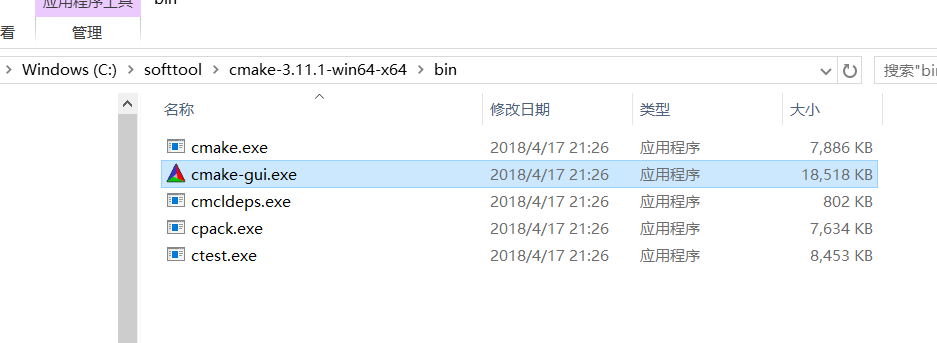 应用程序工具 bin
看 管理
Windows (C:) softtool cmake-3.11.1-win64-x64 bin 搜索"bin
名称 修改日期 类型 大小
cmake.exe 2018/4/17 21:26 应用程序 7,886 KB
cmake-gui.exe 2018/4/17 21:26 应用程序 18,518 KB
cmcldeps.exe 2018/4/17 21:26 应用程序 802 KB
cpack.exe 2018/4/17 21:26 应用程序 7,634 KB
ctest.exe 2018/4/17 21:26 应用程序 8,453 KB